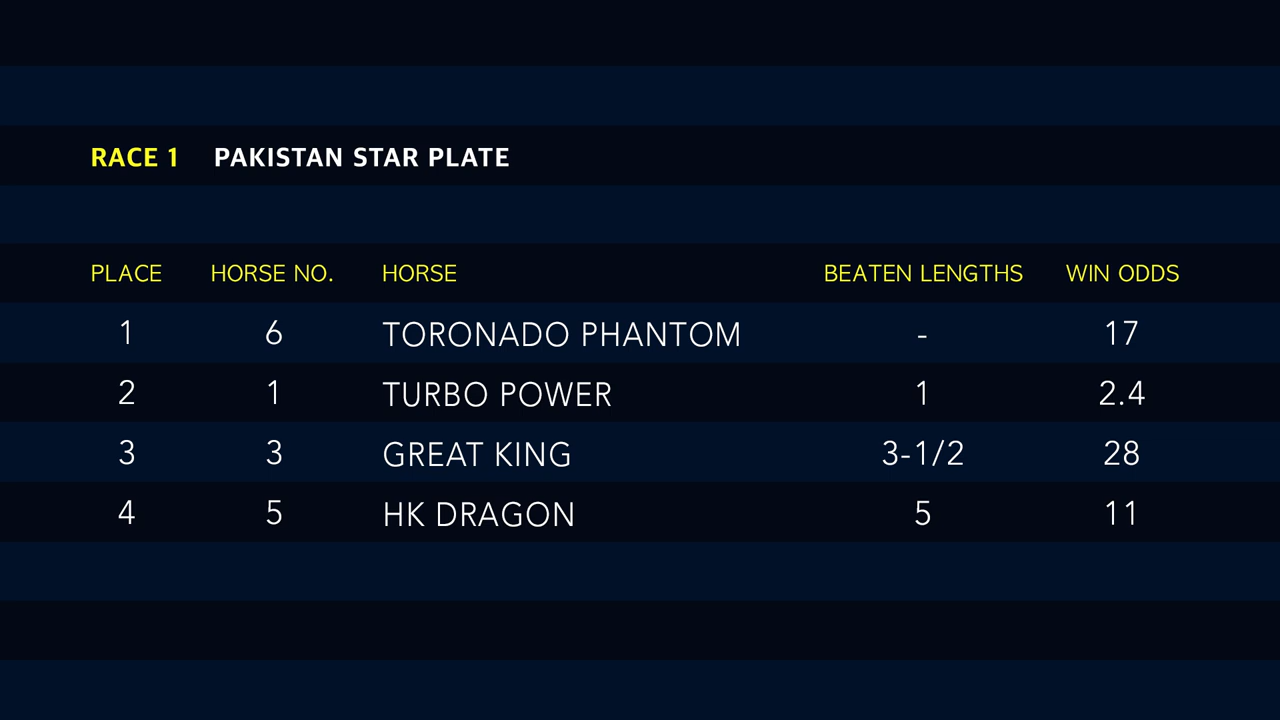 RACE 1 PAKISTAN STAR PLATE
PLACE HORSE NO. HORSE BEATEN LENGTHS WIN ODDS
1 6 TORONADO PHANTOM - 17
2 1 TURBO POWER 1 2.4
3 3 GREAT KING 3-1/2 28
4 5 HK DRAGON 5 11